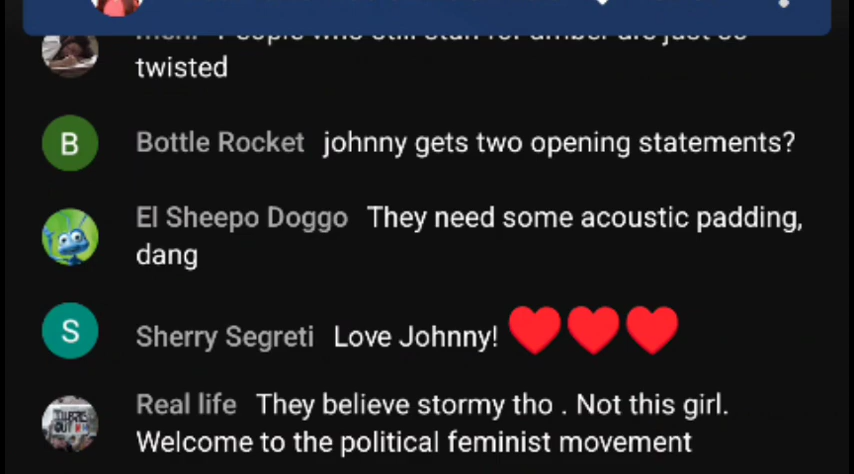 twisted
B
Bottle Rocket johnny gets two opening statements?
El Sheepo Doggo They need some acoustic padding,
dang
S
Sherry Segreti Love Johnny! ❤️❤️❤️
Real life They believe stormy tho . Not this girl.
Welcome to the political feminist movement